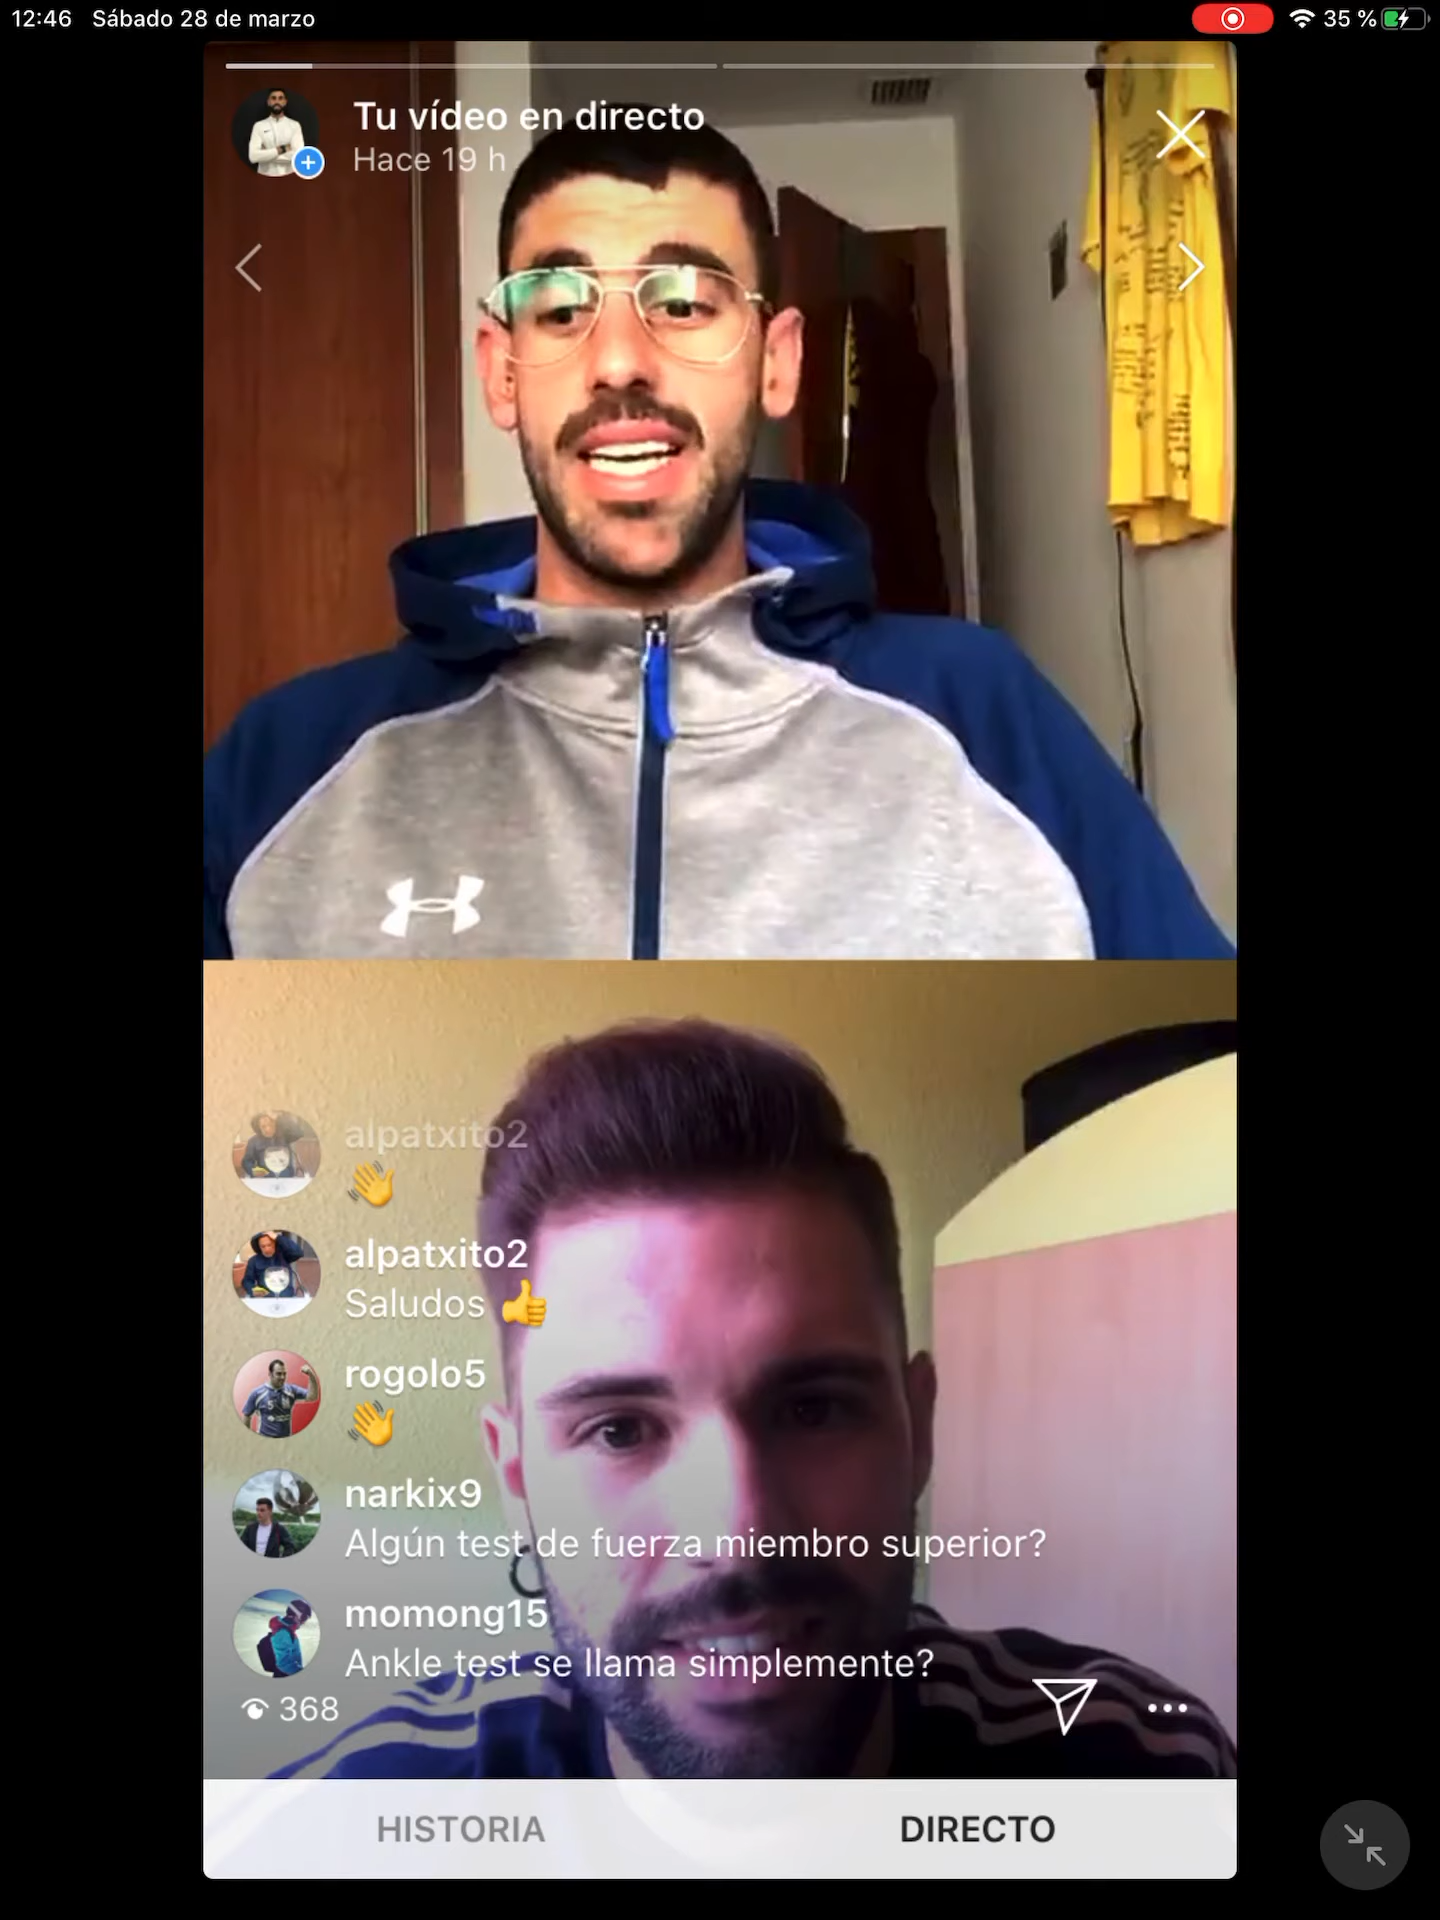 12:46 Sábado 28 de marzo
35 %
Tu vídeo en directo
Hace 19 h
alpatxito2
👋
alpatxito2
Saludos 👍
rogolo5
👋
narkix9
Algún test de fuerza miembro superior?
momong15
Ankle test se llama simplemente?
368
HISTORIA
DIRECTO